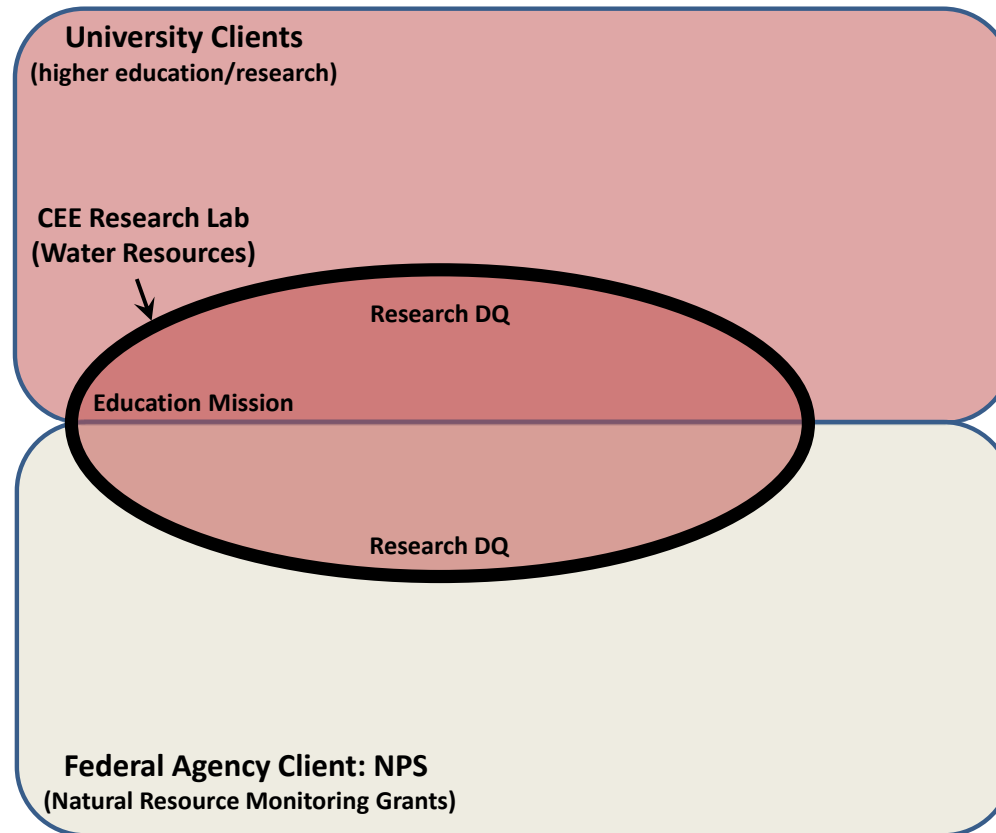 University Clients
(higher education/research)
CEE Research Lab
(Water Resources)
Research DQ
Education Mission
Research DQ
Federal Agency Client: NPS
(Natural Resource Monitoring Grants)